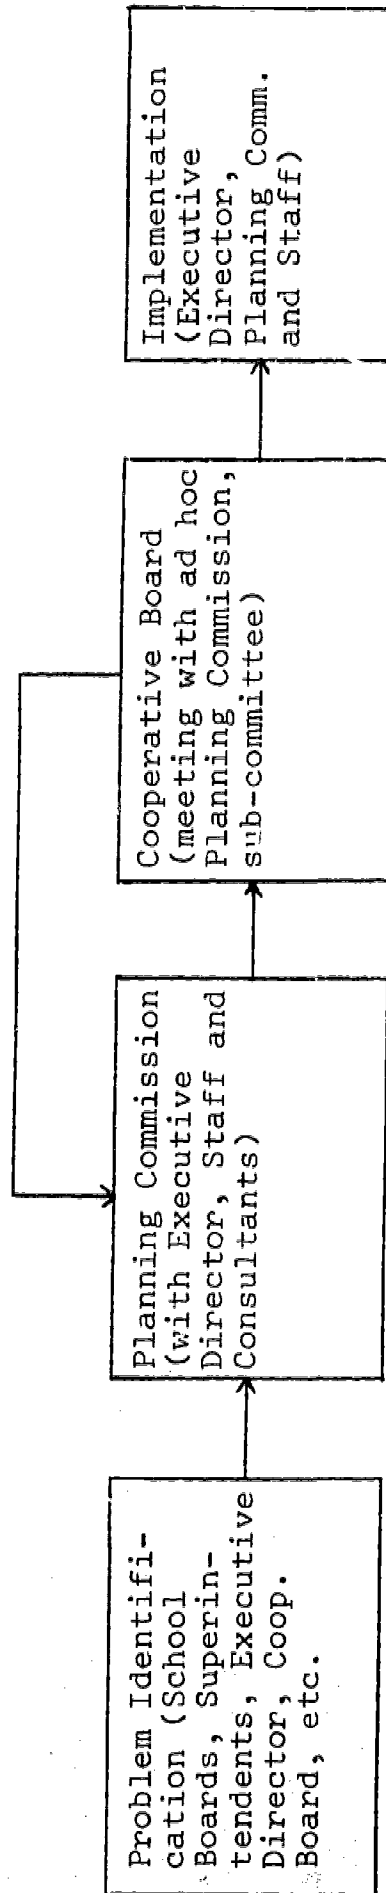 Problem Identifi-
cation (School
Boards, Superin-
tendents, Executive
Director, Coop.
Board, etc.
Planning Commission
(with Executive
Director, Staff and
Consultants)
Cooperative Board
(meeting with ad hoc
Planning Commission,
sub-committee)
Implementation
(Executive
Director,
Planning Comm.
and Staff)